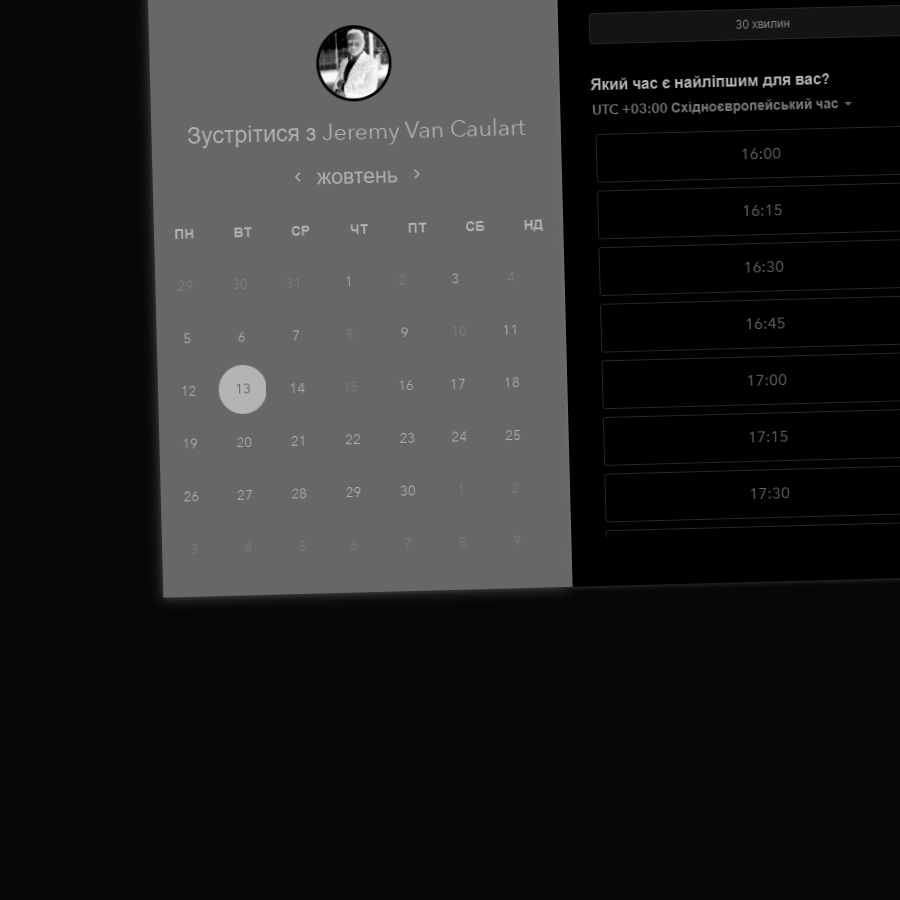 Зустрітися з Jeremy Van Caulart
< жовтень >
ПН ВТ СР ЧТ ПТ СБ НД
29 30 31 1 2 3 4
5 6 7 8 9 10 11
12 13 14 15 16 17 18
19 20 21 22 23 24 25
26 27 28 29 30 1 2
3 4 5 6 7 8 9
30 хвилин
Який час є найліпшим для вас?
UTC +03:00 Східноєвропейський час
16:00
16:15
16:30
16:45
17:00
17:15
17:30